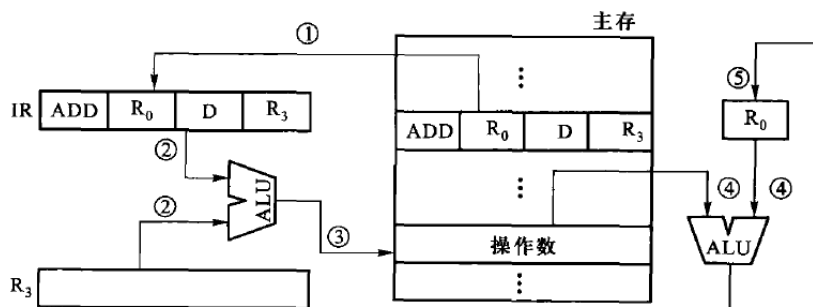 主存
①
⋮
⑤
IR ADD R₀ D R₃
ADD R₀ D R₃
R₀
②
ALU
⋮
④ ④
②
③
操作数
ALU
R₃
⋮